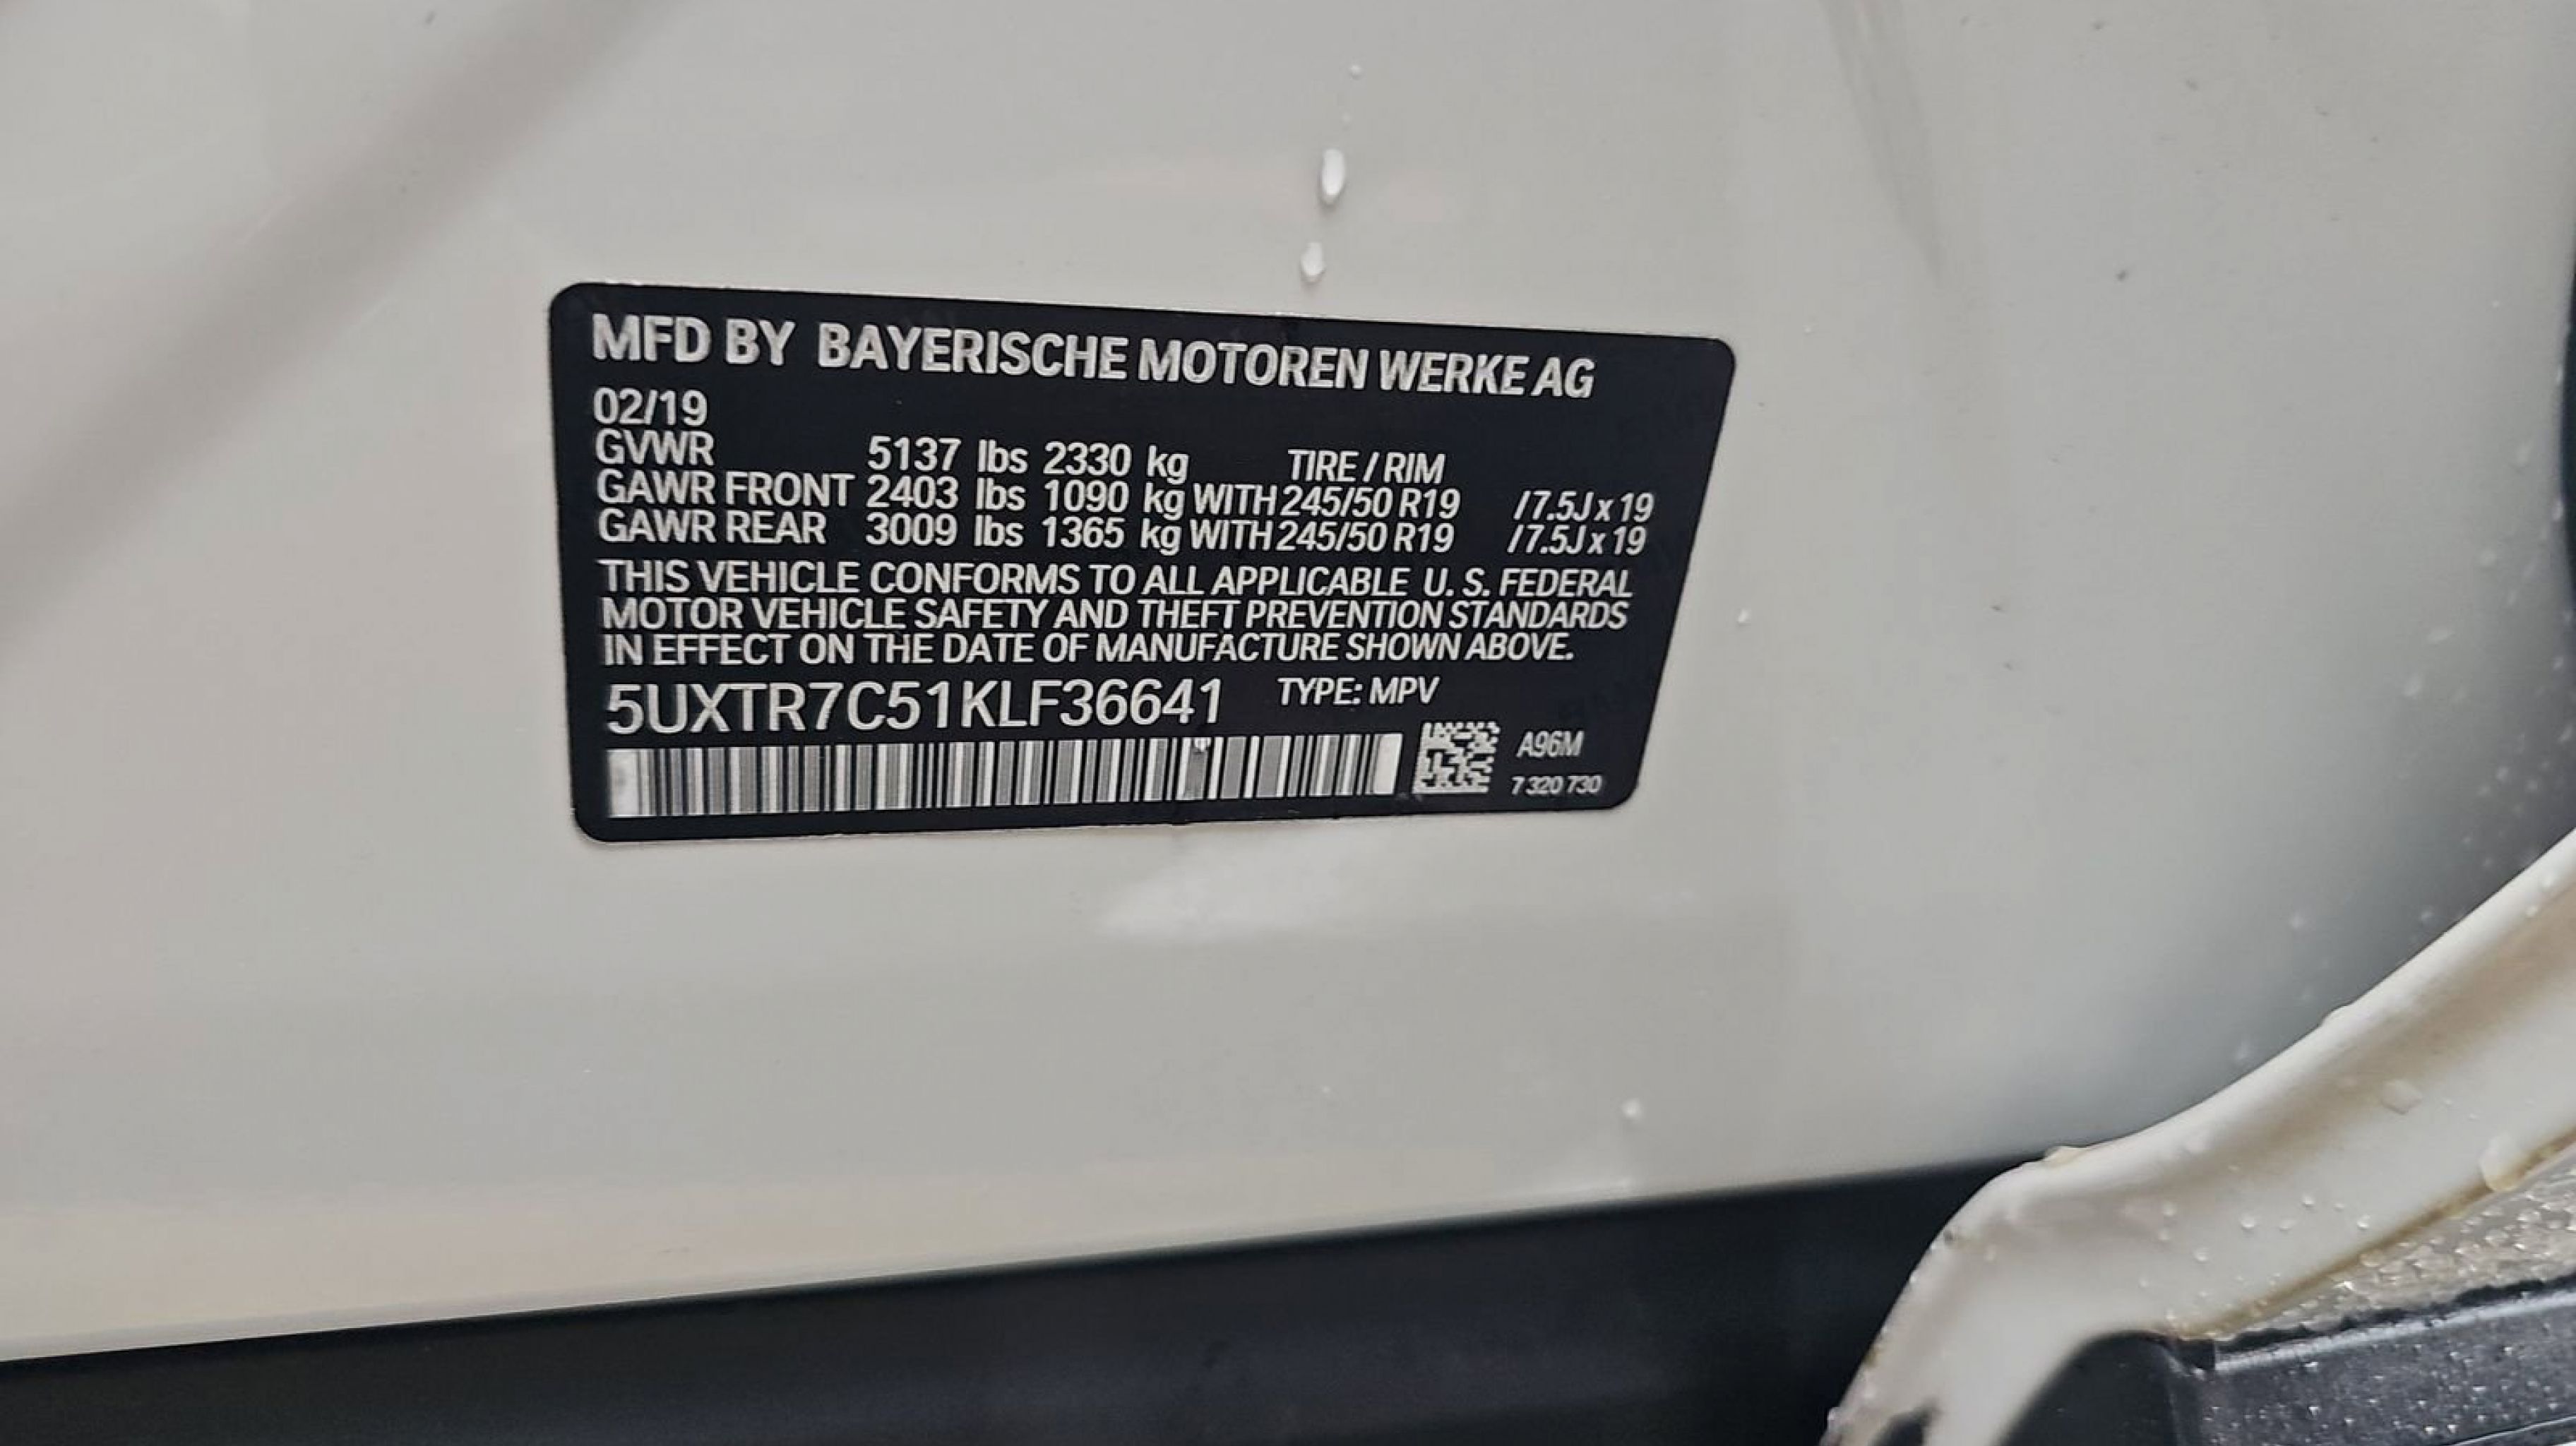 MFD BY BAYERISCHE MOTOREN WERKE AG
02/19
GVWR 5137 lbs 2330 kg TIRE / RIM
GAWR FRONT 2403 lbs 1090 kg WITH 245/50 R19 /7.5J x 19
GAWR REAR 3009 lbs 1365 kg WITH 245/50 R19 /7.5J x 19
THIS VEHICLE CONFORMS TO ALL APPLICABLE U. S. FEDERAL
MOTOR VEHICLE SAFETY AND THEFT PREVENTION STANDARDS
IN EFFECT ON THE DATE OF MANUFACTURE SHOWN ABOVE.
5UXTR7C51KLF36641 TYPE: MPV
A96M
7 320 730